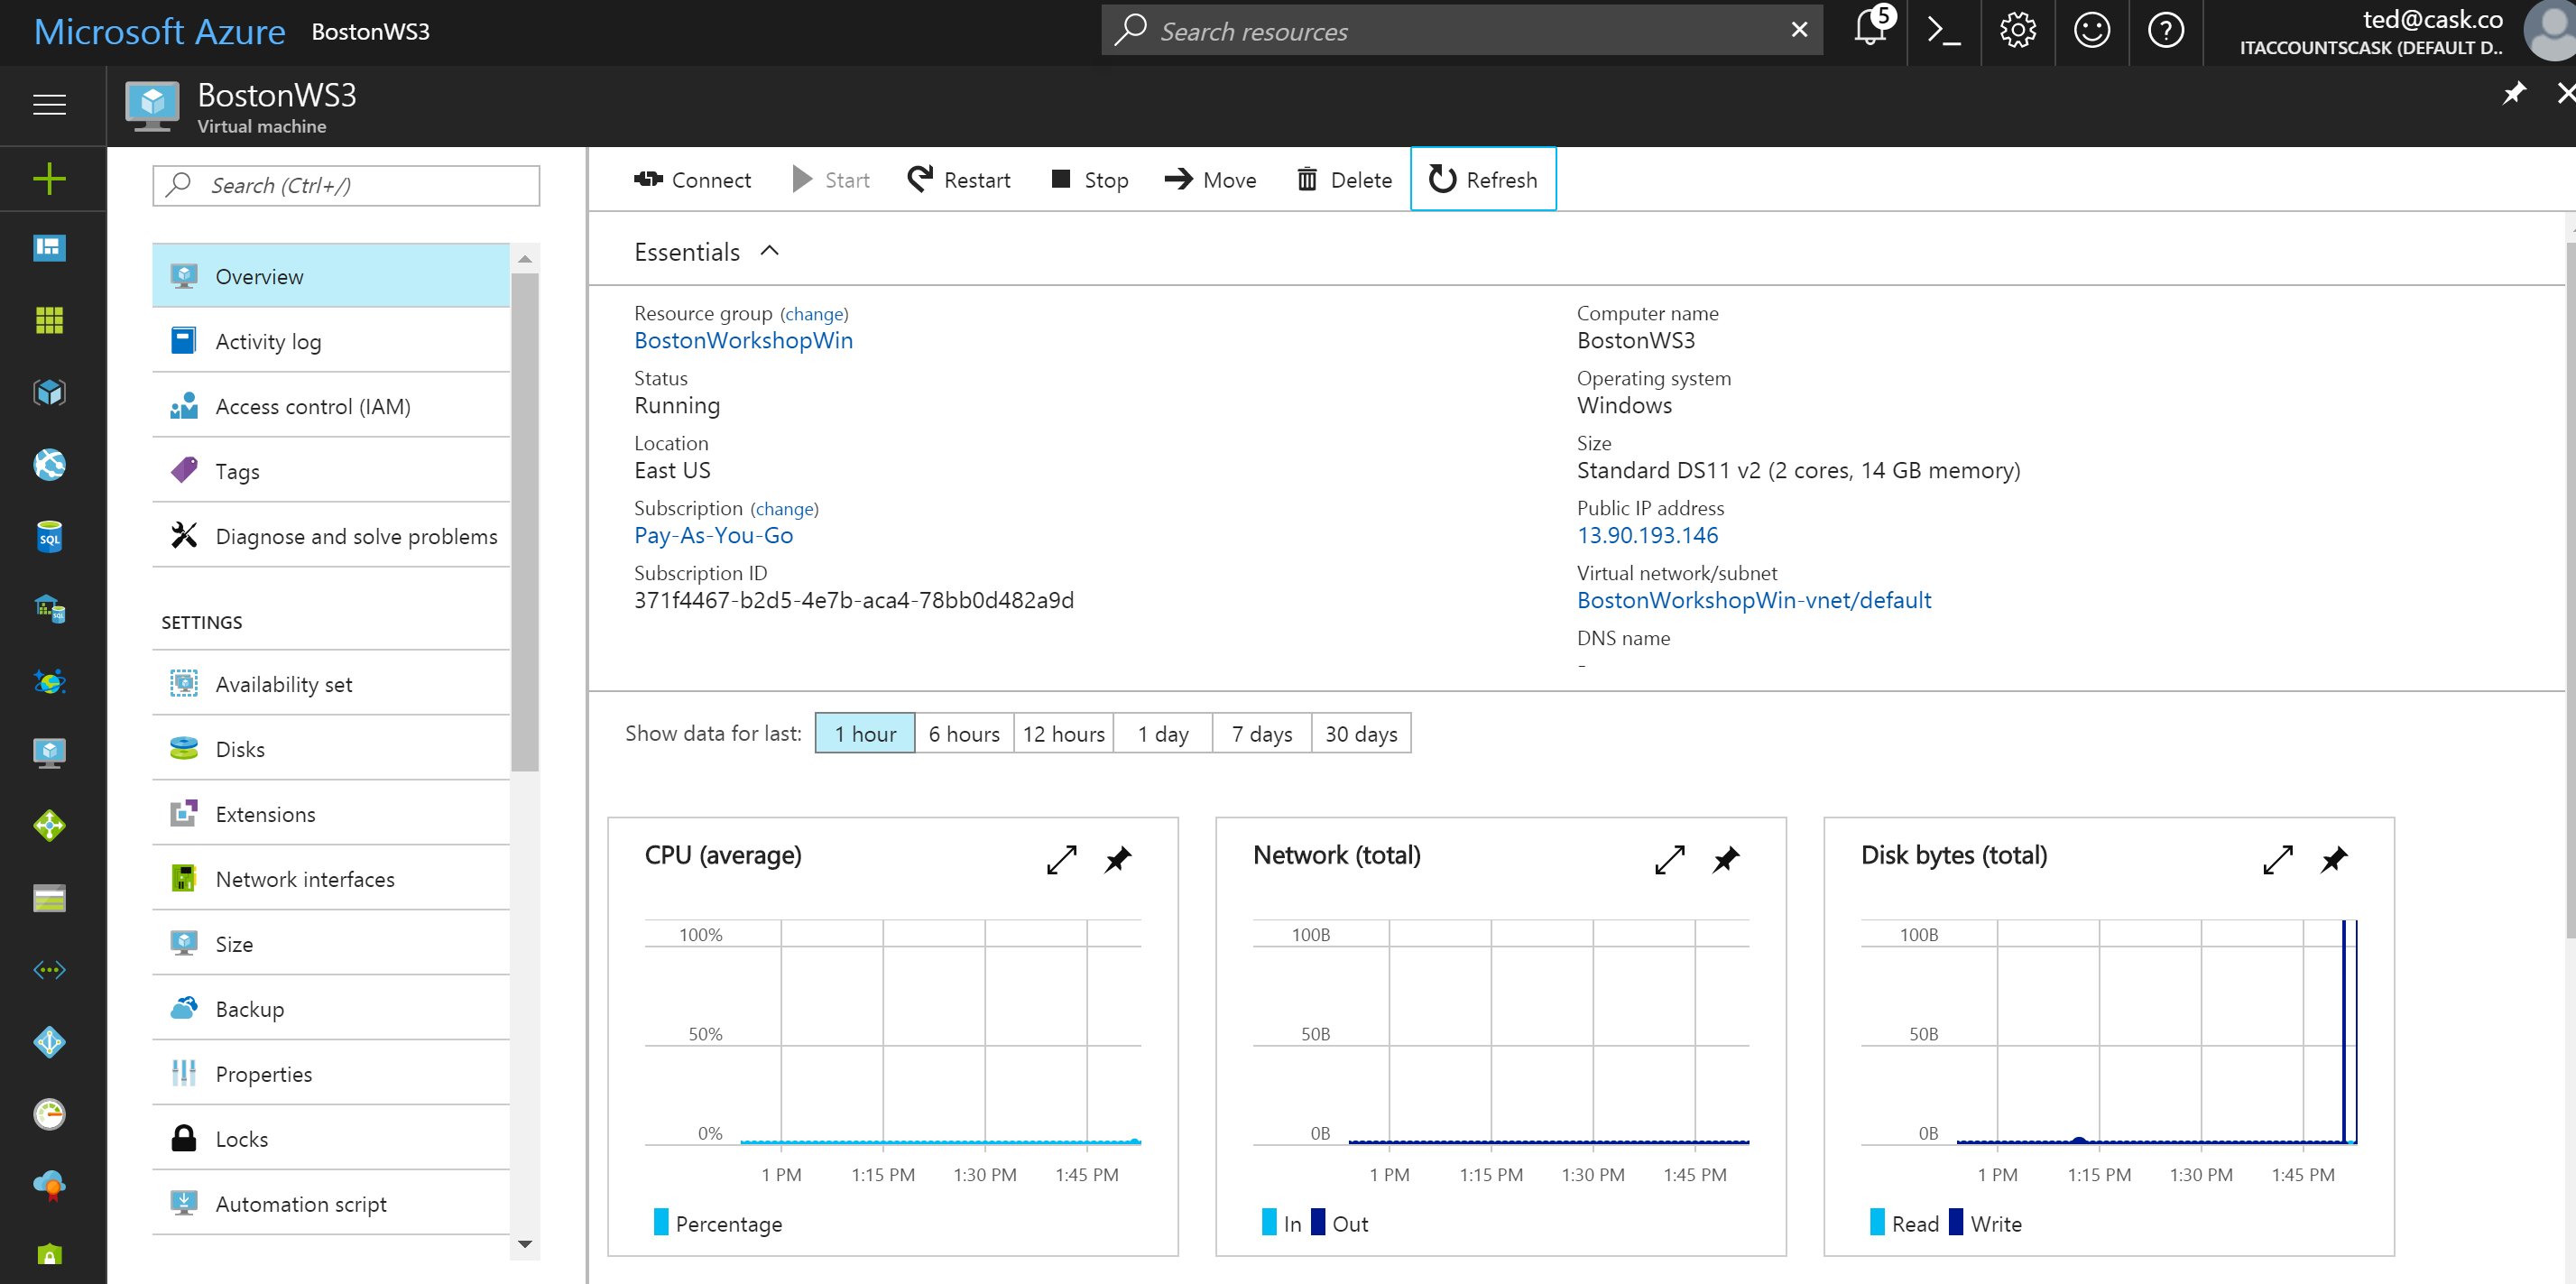 Microsoft Azure BostonWS3
Search resources
5
ted@cask.co
ITACCOUNTSCASK (DEFAULT D..
BostonWS3
Virtual machine
Search (Ctrl+/)
Connect Start Restart Stop Move Delete Refresh
Overview
Activity log
Access control (IAM)
Tags
Diagnose and solve problems
SETTINGS
Availability set
Disks
Extensions
Network interfaces
Size
Backup
Properties
Locks
Automation script
SQL
SQL
Essentials
Resource group (change)
BostonWorkshopWin
Status
Running
Location
East US
Subscription (change)
Pay-As-You-Go
Subscription ID
371f4467-b2d5-4e7b-aca4-78bb0d482a9d
Computer name
BostonWS3
Operating system
Windows
Size
Standard DS11 v2 (2 cores, 14 GB memory)
Public IP address
13.90.193.146
Virtual network/subnet
BostonWorkshopWin-vnet/default
DNS name
-
Show data for last: 1 hour 6 hours 12 hours 1 day 7 days 30 days
CPU (average)
100%
50%
0%
1 PM 1:15 PM 1:30 PM 1:45 PM
Percentage
Network (total)
100B
50B
0B
1 PM 1:15 PM 1:30 PM 1:45 PM
In Out
Disk bytes (total)
100B
50B
0B
1 PM 1:15 PM 1:30 PM 1:45 PM
Read Write